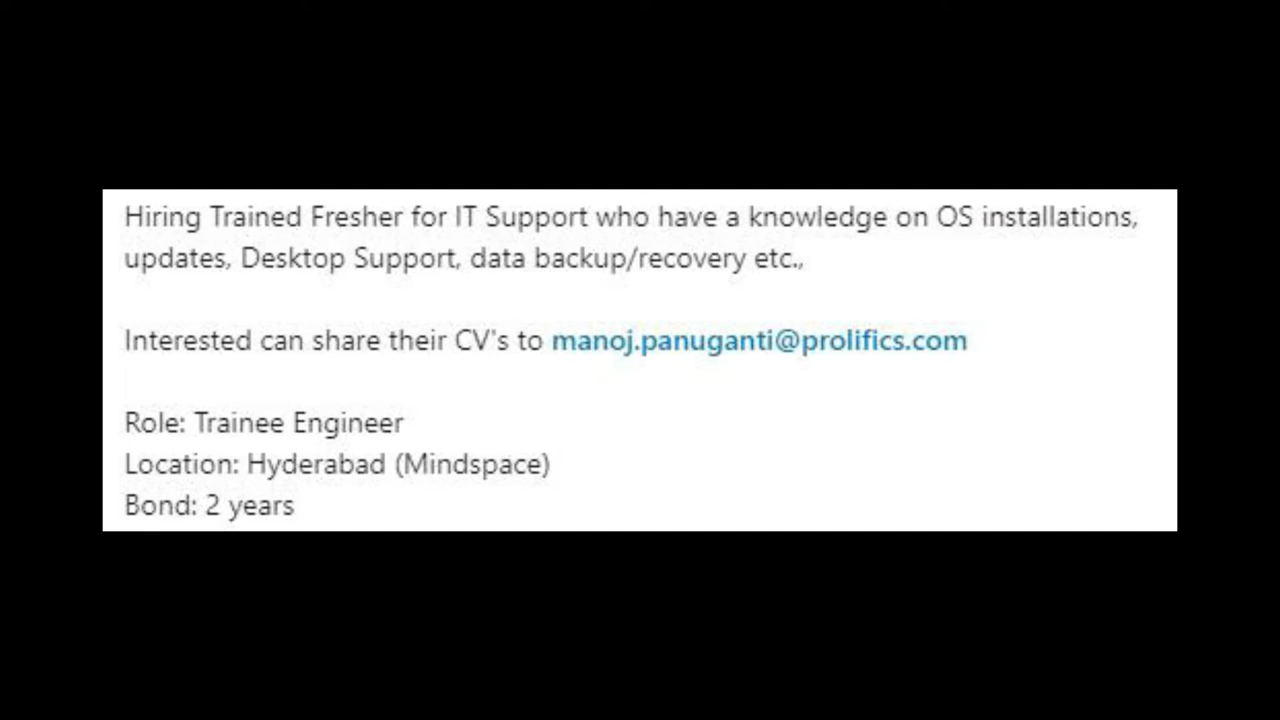 Hiring Trained Fresher for IT Support who have a knowledge on OS installations,
updates, Desktop Support, data backup/recovery etc.,
Interested can share their CV's to manoj.panuganti@prolifics.com
Role: Trainee Engineer
Location: Hyderabad (Mindspace)
Bond: 2 years